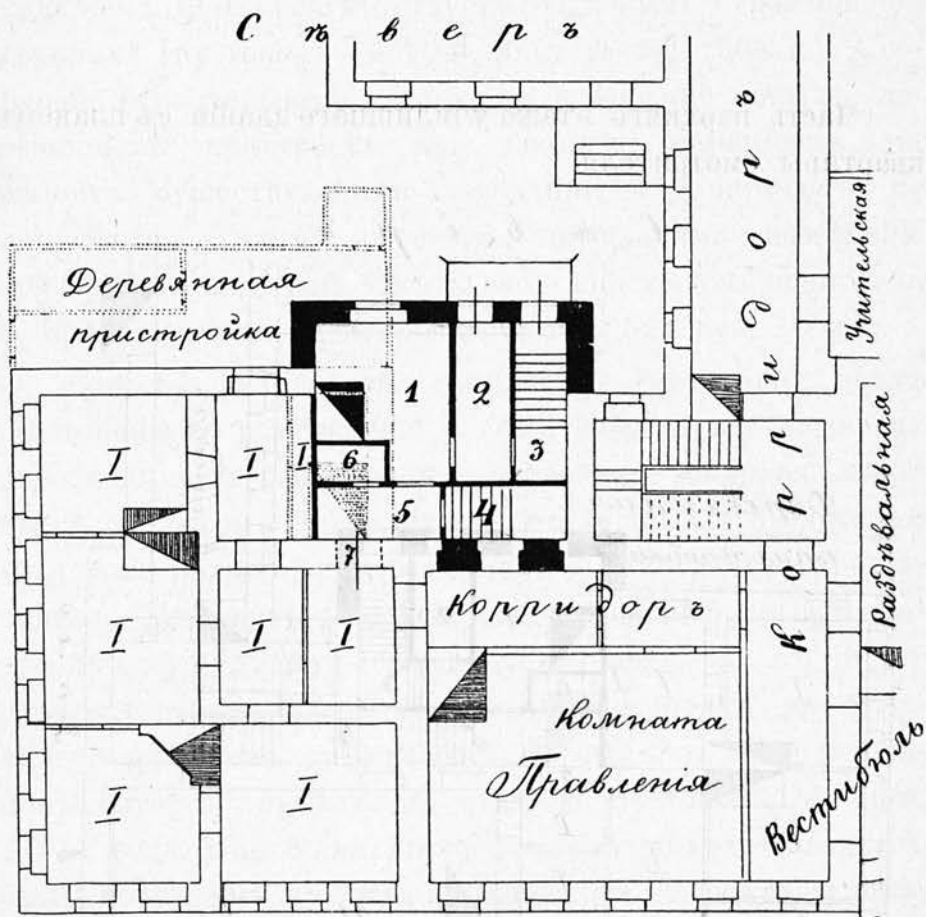 Сѣверъ
Корридоръ
Учительская
Деревянная
пристройка
1
2
3
I
I
I
6
5
4
7
Раздѣвальная
Корридоръ
I
I
I
Комната
Правленія
I
I
Вестибюль